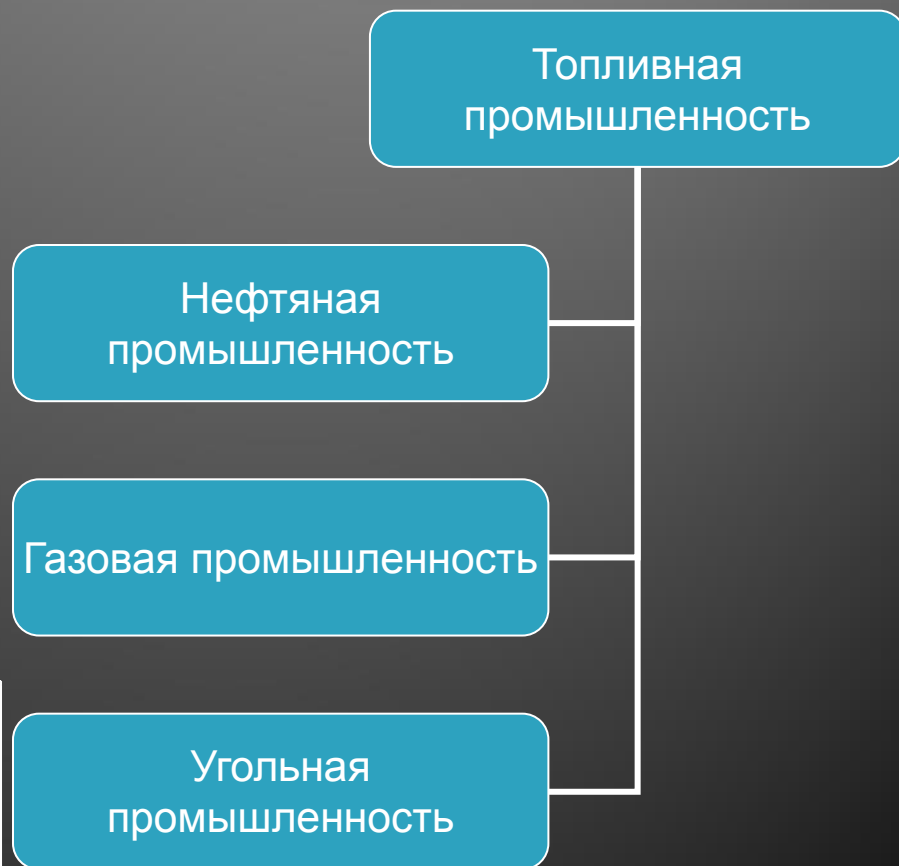 Топливная
промышленность
Нефтяная
промышленность
Газовая промышленность
Угольная
промышленность